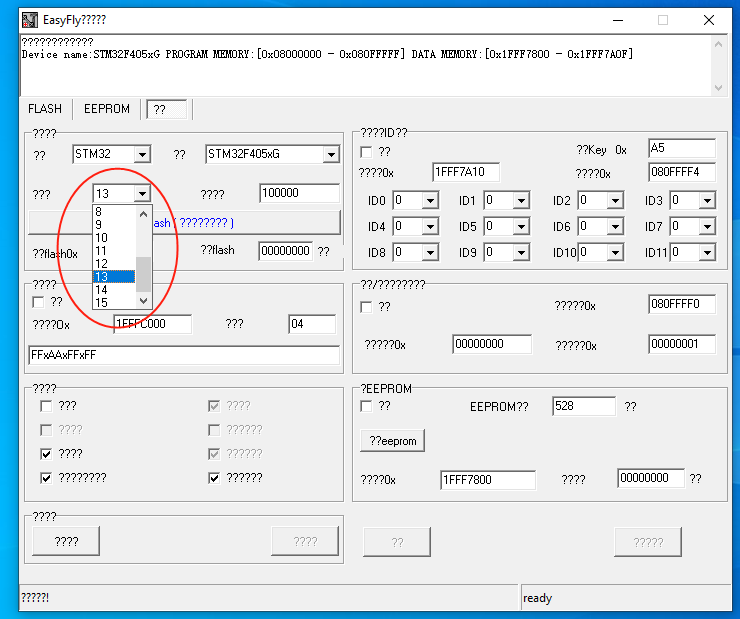 EasyFly?????
????????????
Device name:STM32F405xG PROGRAM MEMORY:[0x08000000 - 0x080FFFFF] DATA MEMORY:[0x1FFF7800 - 0x1FFF7A0F]
FLASH EEPROM ??
????
?? STM32 ?? STM32F405xG
??? 13 ???? 100000
8
9
10
11
12
13
14
15
ash ( ???????? )
??flash0x ??flash 00000000 ??
????
??
????0x 1FFFC000 ??? 04
FFxAAxFFxFF
????
??? ????
???? ??????
???? ??????
???????? ??????
????
???? ???? ?? ?????
????ID??
?? ??Key 0x A5
????0x 1FFF7A10 ????0x 080FFFF4
ID0 0 ID1 0 ID2 0 ID3 0
ID4 0 ID5 0 ID6 0 ID7 0
ID8 0 ID9 0 ID10 0 ID11 0
??/????????
?? ?????0x 080FFFF0
?????0x 00000000 ?????0x 00000001
?EEPROM
?? EEPROM?? 528 ??
??eeprom
????0x 1FFF7800 ???? 00000000 ??
?????! ready